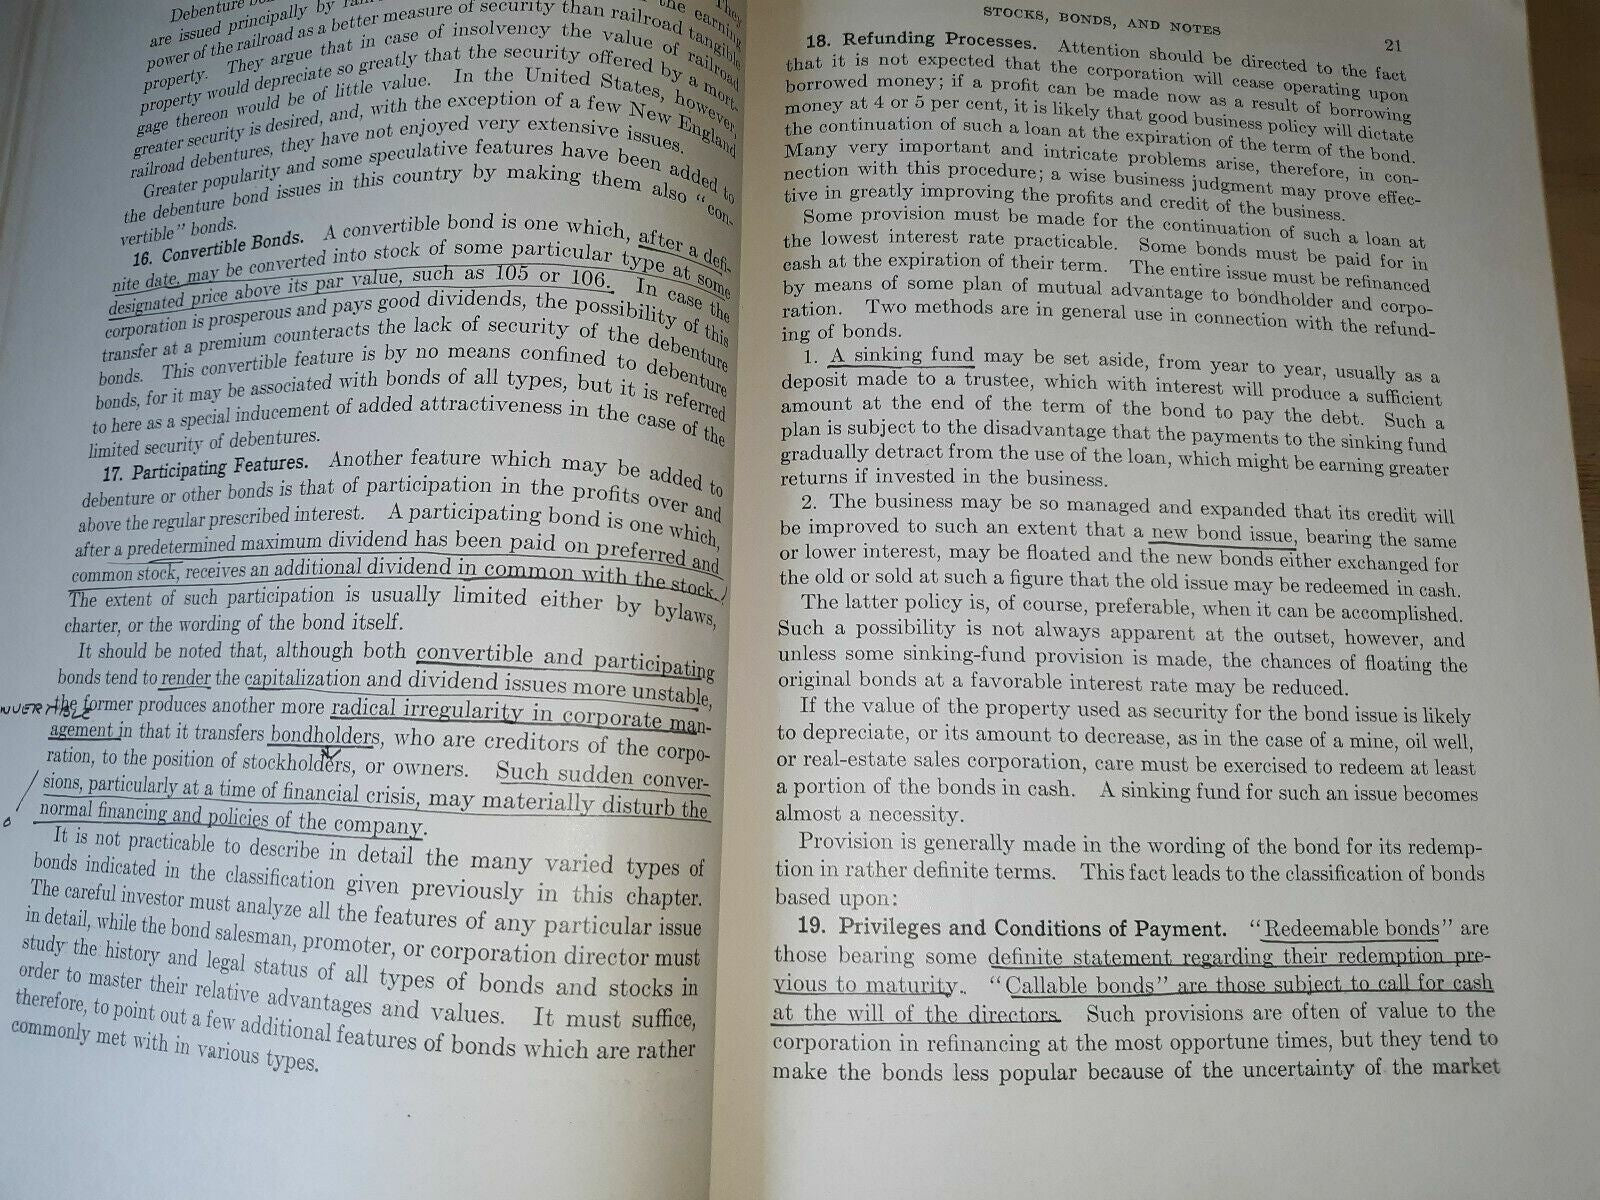 Debenture
They
are issued principally by
the earning
power of the railroad as a better measure of security than railroad tangible
property. They argue that in case of insolvency the value of railroad
property would depreciate so greatly that the security offered by a mort-
gage thereon would be of little value. In the United States, however,
greater security is desired, and, with the exception of a few New England
railroad debentures, they have not enjoyed very extensive issues.
Greater popularity and some speculative features have been added to
the debenture bond issues in this country by making them also "con-
vertible" bonds.
16. Convertible Bonds. A convertible bond is one which, after a defi-
nite date, may be converted into stock of some particular type at some
designated price above its par value, such as 105 or 106. In case the
corporation is prosperous and pays good dividends, the possibility of this
transfer at a premium counteracts the lack of security of the debenture
bonds. This convertible feature is by no means confined to debenture
bonds, for it may be associated with bonds of all types, but it is referred
to here as a special inducement of added attractiveness in the case of the
limited security of debentures.
17. Participating Features. Another feature which may be added to
debenture or other bonds is that of participation in the profits over and
above the regular prescribed interest. A participating bond is one which,
after a predetermined maximum dividend has been paid on preferred and
common stock, receives an additional dividend in common with the stock.
The extent of such participation is usually limited either by bylaws,
charter, or the wording of the bond itself.
It should be noted that, although both convertible and participating
bonds tend to render the capitalization and dividend issues more unstable,
NVERTIBLE
the former produces another more radical irregularity in corporate man-
agement in that it transfers bondholders, who are creditors of the corpo-
ration, to the position of stockholders, or owners. Such sudden conver-
sions, particularly at a time of financial crisis, may materially disturb the
normal financing and policies of the company.
It is not practicable to describe in detail the many varied types of
bonds indicated in the classification given previously in this chapter.
The careful investor must analyze all the features of any particular issue
in detail, while the bond salesman, promoter, or corporation director must
study the history and legal status of all types of bonds and stocks in
order to master their relative advantages and values. It must suffice,
therefore, to point out a few additional features of bonds which are rather
commonly met with in various types.
STOCKS, BONDS, AND NOTES 21
18. Refunding Processes. Attention should be directed to the fact
that it is not expected that the corporation will cease operating upon
borrowed money; if a profit can be made now as a result of borrowing
money at 4 or 5 per cent, it is likely that good business policy will dictate
the continuation of such a loan at the expiration of the term of the bond.
Many very important and intricate problems arise, therefore, in con-
nection with this procedure; a wise business judgment may prove effec-
tive in greatly improving the profits and credit of the business.
Some provision must be made for the continuation of such a loan at
the lowest interest rate practicable. Some bonds must be paid for in
cash at the expiration of their term. The entire issue must be refinanced
by means of some plan of mutual advantage to bondholder and corpo-
ration. Two methods are in general use in connection with the refund-
ing of bonds.
1. A sinking fund may be set aside, from year to year, usually as a
deposit made to a trustee, which with interest will produce a sufficient
amount at the end of the term of the bond to pay the debt. Such a
plan is subject to the disadvantage that the payments to the sinking fund
gradually detract from the use of the loan, which might be earning greater
returns if invested in the business.
2. The business may be so managed and expanded that its credit will
be improved to such an extent that a new bond issue, bearing the same
or lower interest, may be floated and the new bonds either exchanged for
the old or sold at such a figure that the old issue may be redeemed in cash.
The latter policy is, of course, preferable, when it can be accomplished.
Such a possibility is not always apparent at the outset, however, and
unless some sinking-fund provision is made, the chances of floating the
original bonds at a favorable interest rate may be reduced.
If the value of the property used as security for the bond issue is likely
to depreciate, or its amount to decrease, as in the case of a mine, oil well,
or real-estate sales corporation, care must be exercised to redeem at least
a portion of the bonds in cash. A sinking fund for such an issue becomes
almost a necessity.
Provision is generally made in the wording of the bond for its redemp-
tion in rather definite terms. This fact leads to the classification of bonds
based upon:
19. Privileges and Conditions of Payment. "Redeemable bonds" are
those bearing some definite statement regarding their redemption pre-
vious to maturity. "Callable bonds" are those subject to call for cash
at the will of the directors. Such provisions are often of value to the
corporation in refinancing at the most opportune times, but they tend to
make the bonds less popular because of the uncertainty of the market